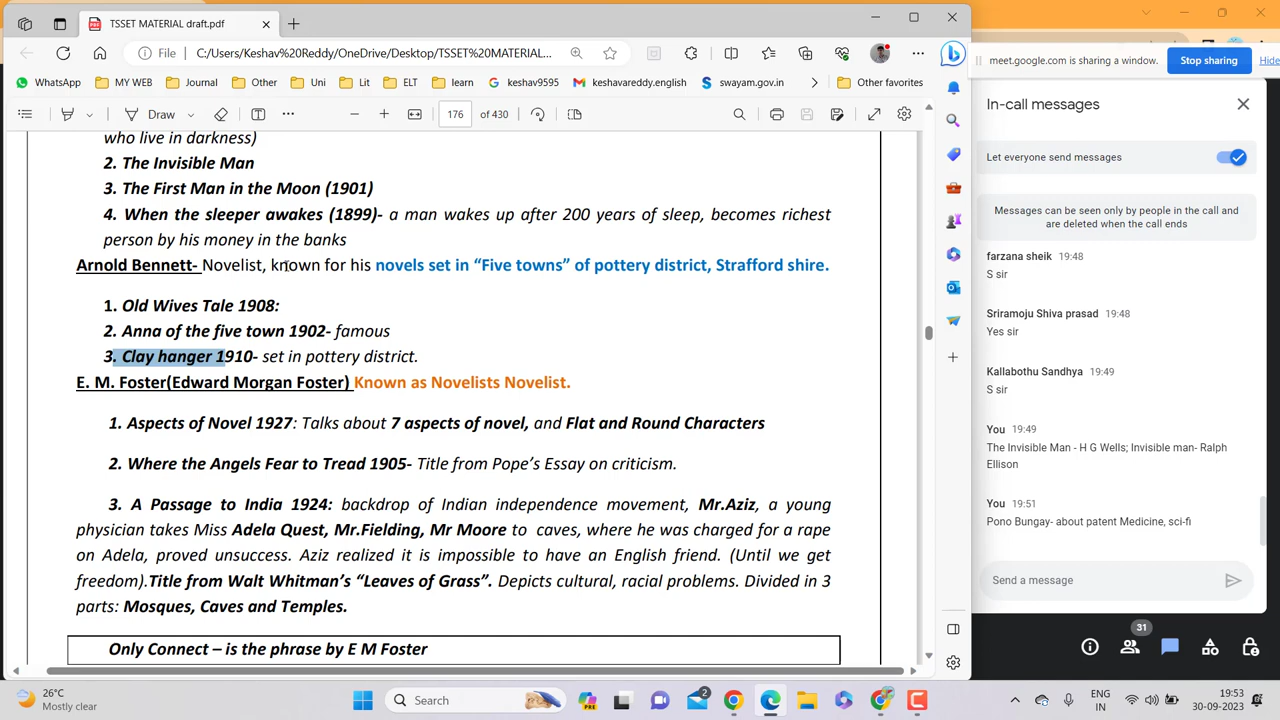 TSSET MATERIAL draft.pdf
File
C:/Users/Keshav%20Reddy/OneDrive/Desktop/TSSET%20MATERIAL...
WhatsApp
MY WEB
Journal
Othe
Uni
Lit
ELT
learn
keshav9595
keshavareddy.english
swayam.gov.in
Other favorites
Draw
176
of 430
who live in darkness)
2. The Invisible Man
3. The First Man in the Moon (1901)
4. When the sleeper awakes (1899)- a man wakes up after 200 years of sleep, becomes richest
person by his money in the banks
Arnold Bennett- Novelist, known for his novels set in “Five towns” of pottery district, Strafford shire.
1. Old Wives Tale 1908:
2. Anna of the five town 1902- famous
3. Clay hanger 1910- set in pottery district.
E. M. Foster(Edward Morgan Foster) Known as Novelists Novelist.
1. Aspects of Novel 1927: Talks about 7 aspects of novel, and Flat and Round Characters
2. Where the Angels Fear to Tread 1905- Title from Pope’s Essay on criticism.
3. A Passage to India 1924: backdrop of Indian independence movement, Mr.Aziz, a young
physician takes Miss Adela Quest, Mr.Fielding, Mr Moore to caves, where he was charged for a rape
on Adela, proved unsuccess. Aziz realized it is impossible to have an English friend. (Until we get
freedom).Title from Walt Whitman’s “Leaves of Grass”. Depicts cultural, racial problems. Divided in 3
parts: Mosques, Caves and Temples.
Only Connect – is the phrase by E M Foster
meet.google.com is sharing a window.
Stop sharing
Hide
In-call messages
Let everyone send messages
Messages can be seen only by people in the call and
are deleted when the call ends
farzana sheik 19:48
S sir
Sriramoju Shiva prasad 19:48
Yes sir
Kallabothu Sandhya 19:49
S sir
You 19:49
The Invisible Man - H G Wells; Invisible man- Ralph
Ellison
You 19:51
Pono Bungay- about patent Medicine, sci-fi
Send a message
31
26°C
Mostly clear
Search
PRE
2
ENG
IN
19:53
30-09-2023